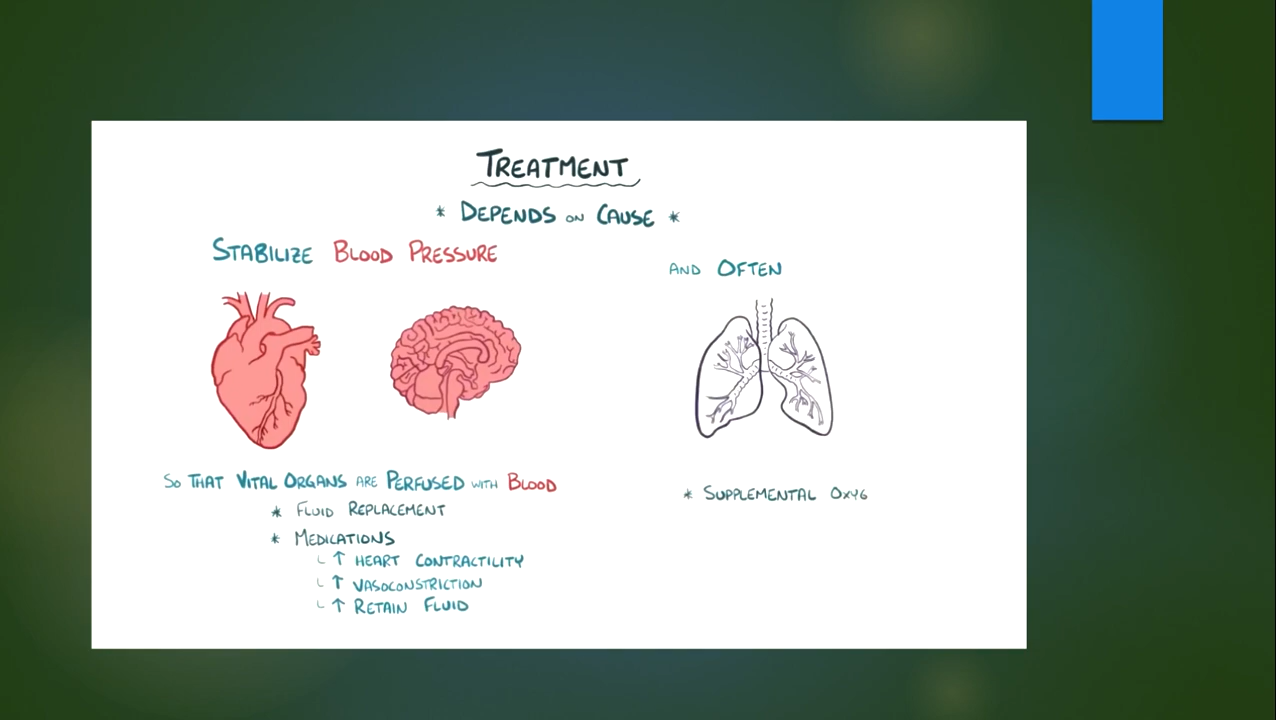 TREATMENT
* DEPENDS ON CAUSE *
STABILIZE BLOOD PRESSURE
SO THAT VITAL ORGANS ARE PERFUSED WITH BLOOD
* FLUID REPLACEMENT
* MEDICATIONS
↑ HEART CONTRACTILITY
↑ VASOCONSTRICTION
↑ RETAIN FLUID
AND OFTEN
* SUPPLEMENTAL OXYG